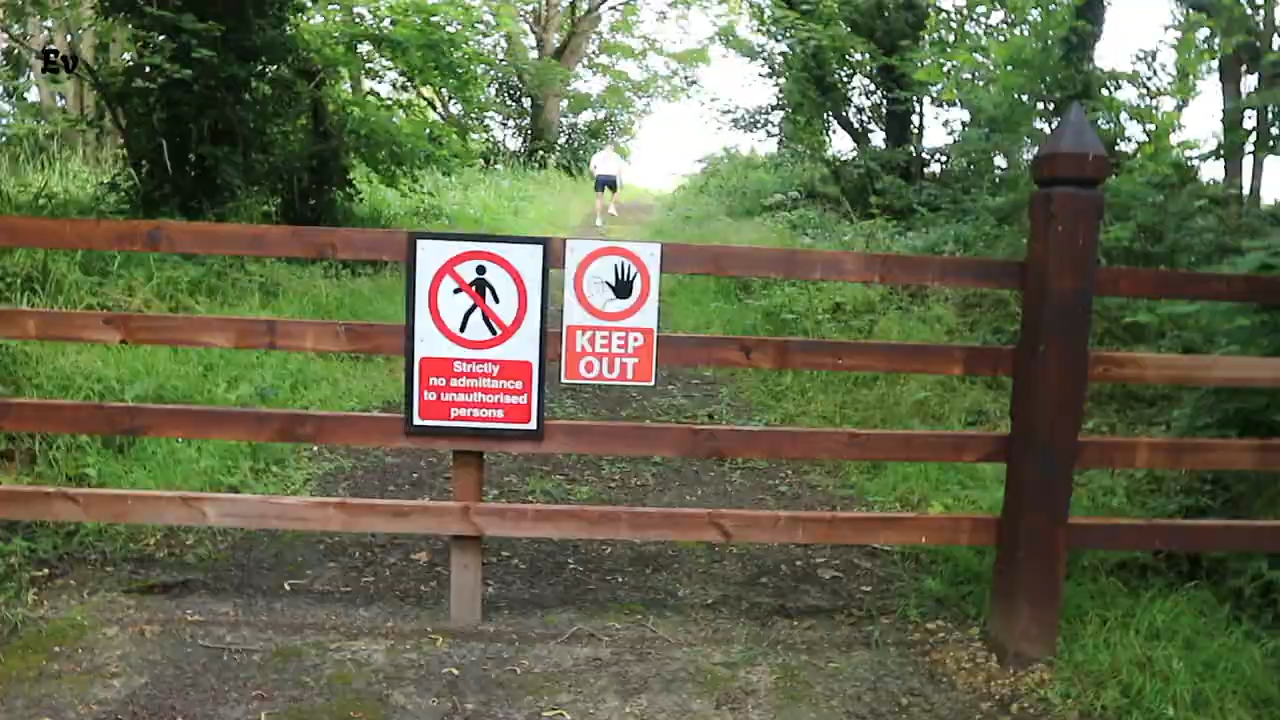 Ev
Strictly
no admittance
to unauthorised
persons
KEEP
OUT